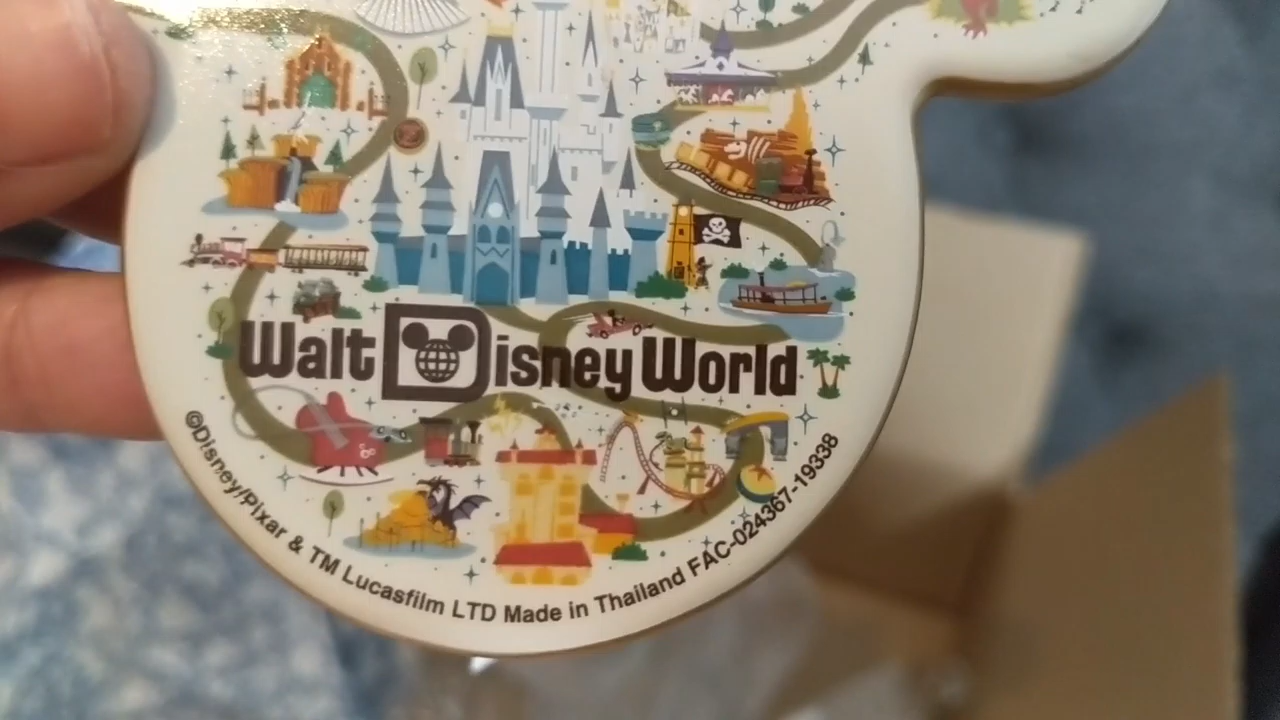 Walt Disney World
©Disney/Pixar & TM Lucasfilm LTD Made in Thailand FAC-024367-19338